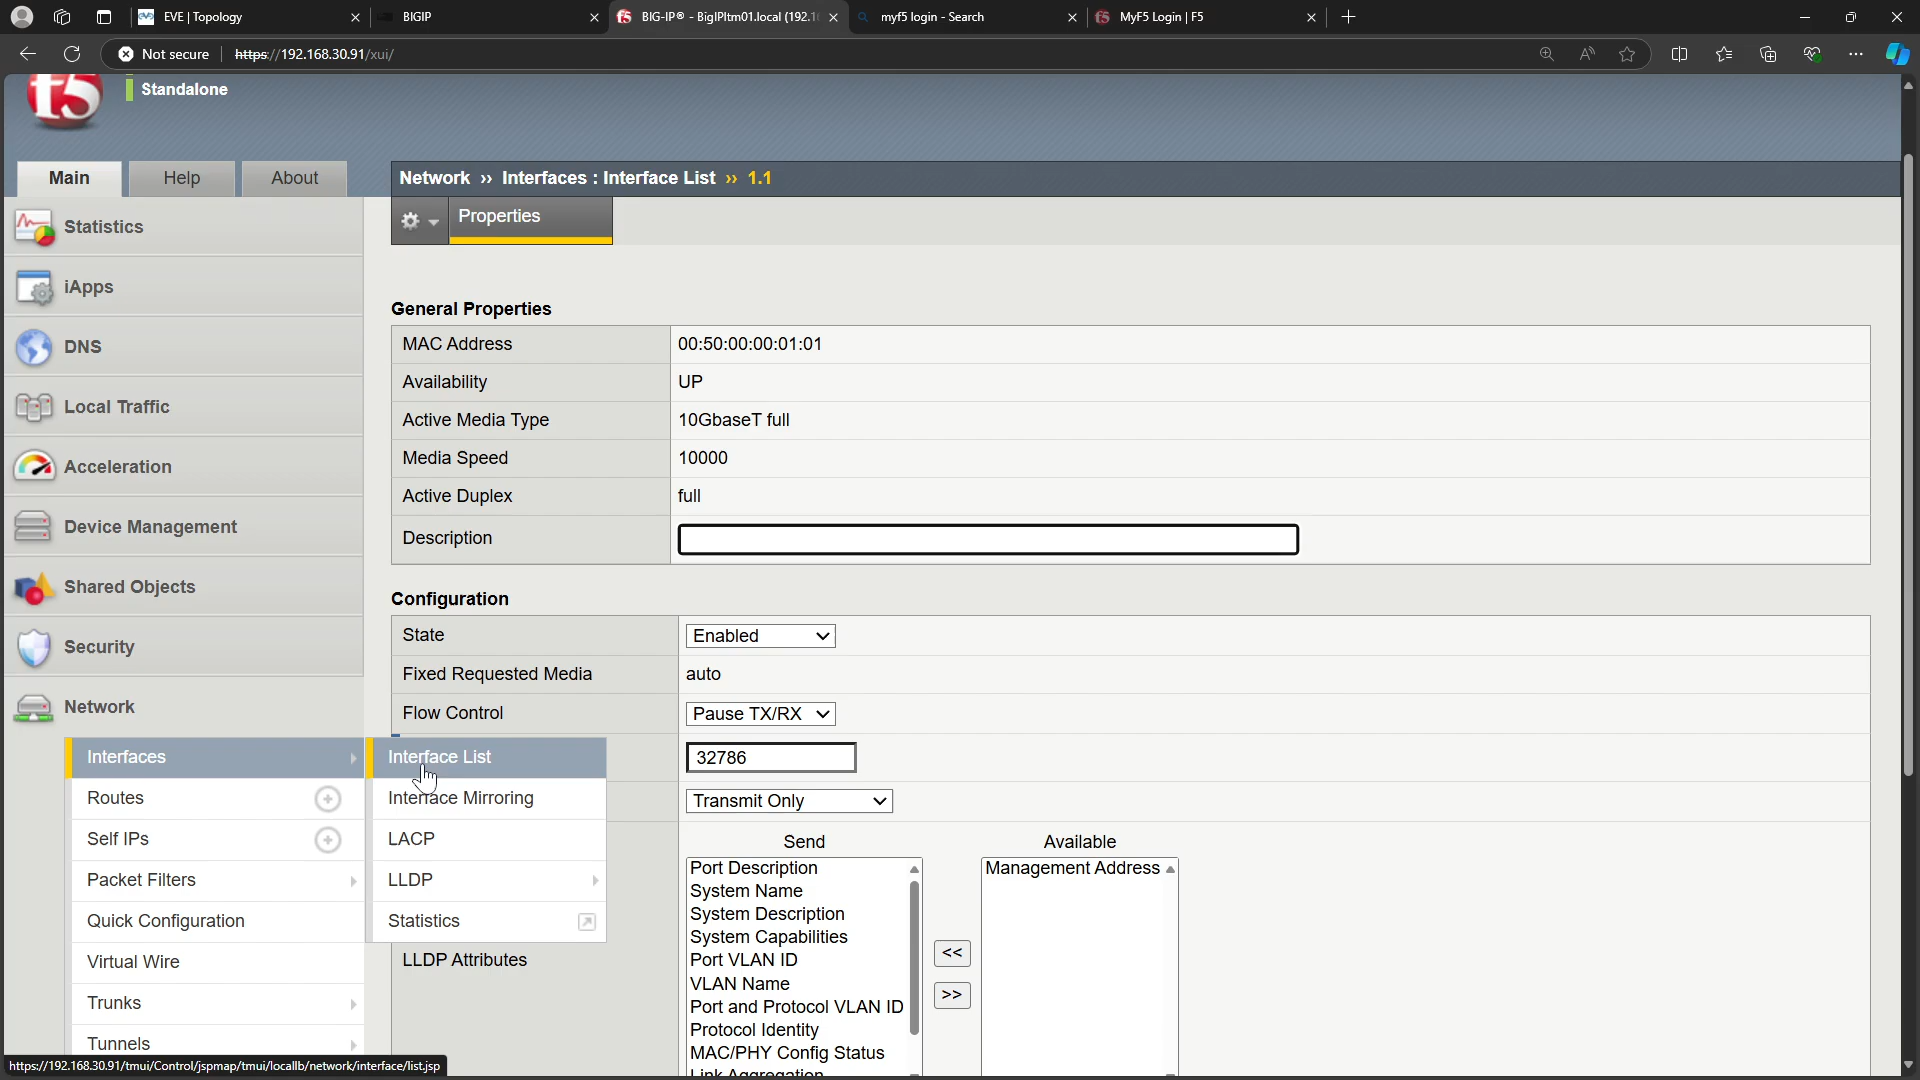 EVE | Topology
BIGIP
BIG-IP® - BigIPltm01.local (192.1
myf5 login - Search
MyF5 Login | F5
Not secure
https://192.168.30.91/xui/
f5
Standalone
Main
Help
About
Network ›› Interfaces : Interface List ›› 1.1
Properties
Statistics
iApps
DNS
Local Traffic
Acceleration
Device Management
Shared Objects
Security
Network
Interfaces
Routes
Self IPs
Packet Filters
Quick Configuration
Virtual Wire
Trunks
Tunnels
Interface List
Interface Mirroring
LACP
LLDP
Statistics
General Properties
MAC Address 00:50:00:00:01:01
Availability UP
Active Media Type 10GbaseT full
Media Speed 10000
Active Duplex full
Description
Configuration
State Enabled
Fixed Requested Media auto
Flow Control Pause TX/RX
32786
Transmit Only
LLDP Attributes
Send
Port Description
System Name
System Description
System Capabilities
Port VLAN ID
VLAN Name
Port and Protocol VLAN ID
Protocol Identity
MAC/PHY Config Status
Link Aggregation
<<
>>
Available
Management Address
https://192.168.30.91/tmui/Control/jspmap/tmui/locallb/network/interface/list.jsp